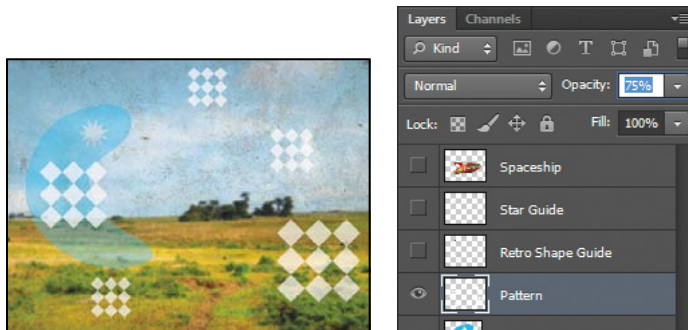 Layers Channels
Kind
Normal Opacity: 75%
Lock: Fill: 100%
Spaceship
Star Guide
Retro Shape Guide
Pattern